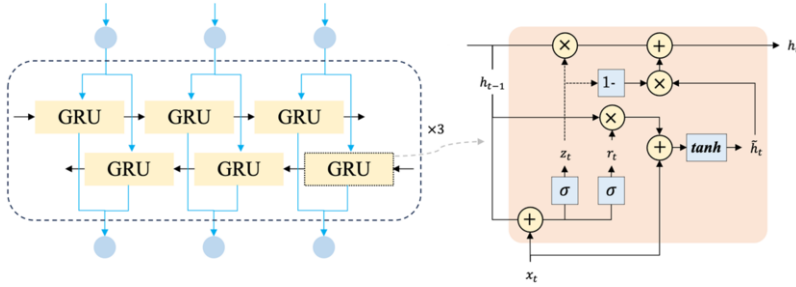 GRU GRU GRU
GRU GRU GRU
×3
h
h_{t-1}
×
+
1-
×
×
z_t
r_t
+
tanh
h̃_t
σ
σ
+
x_t